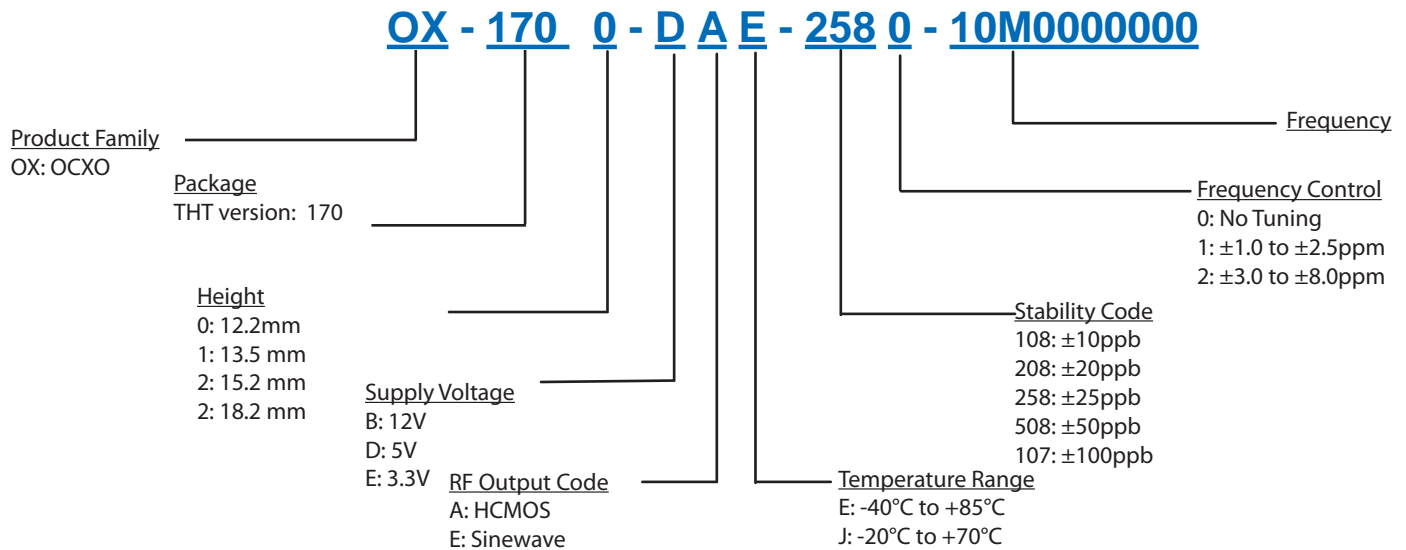 OX - 170 0 - D A E - 258 0 - 10M0000000
Product Family
OX: OCXO
Package
THT version: 170
Height
0: 12.2mm
1: 13.5 mm
2: 15.2 mm
2: 18.2 mm
Supply Voltage
B: 12V
D: 5V
E: 3.3V
RF Output Code
A: HCMOS
E: Sinewave
Temperature Range
E: -40°C to +85°C
J: -20°C to +70°C
Stability Code
108: ±10ppb
208: ±20ppb
258: ±25ppb
508: ±50ppb
107: ±100ppb
Frequency Control
0: No Tuning
1: ±1.0 to ±2.5ppm
2: ±3.0 to ±8.0ppm
Frequency